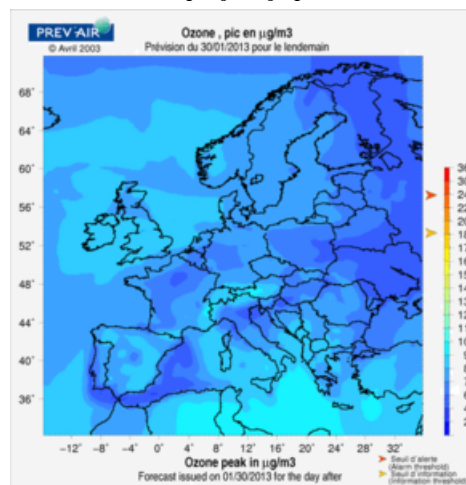 PREV'AIR
© Avril 2003
Ozone , pic en µg/m3
Prévision du 30/01/2013 pour le lendemain
68°
64°
60°
56°
52°
48°
44°
40°
36°
−12° −8° −4° 0° 4° 8° 12° 16° 20° 24° 28° 32°
Ozone peak in µg/m3
Forecast issued on 01/30/2013 for the day after
Seuil d'alerte
(Alarm threshold)
Seuil d'information
(Information threshold)